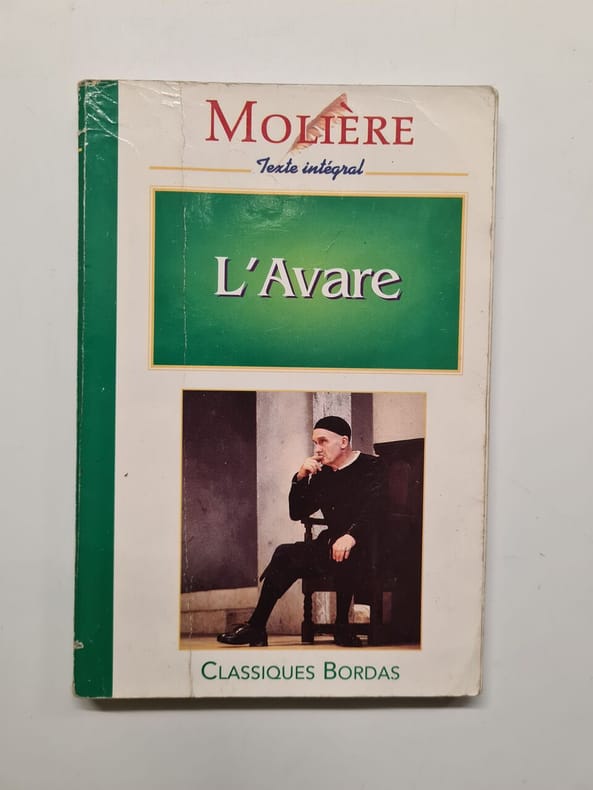 MOLIÈRE
Texte intégral
L'Avare
CLASSIQUES BORDAS